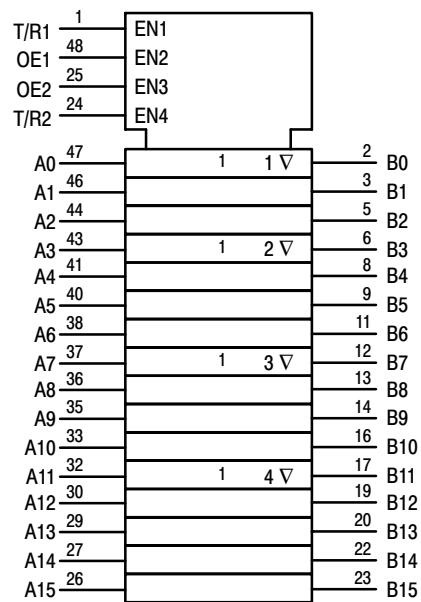 T/R1 1 EN1
OE1 48 EN2
OE2 25 EN3
T/R2 24 EN4
A0 47 1 1 ∇ 2 B0
A1 46 3 B1
A2 44 5 B2
A3 43 1 2 ∇ 6 B3
A4 41 8 B4
A5 40 9 B5
A6 38 11 B6
A7 37 1 3 ∇ 12 B7
A8 36 13 B8
A9 35 14 B9
A10 33 16 B10
A11 32 1 4 ∇ 17 B11
A12 30 19 B12
A13 29 20 B13
A14 27 22 B14
A15 26 23 B15